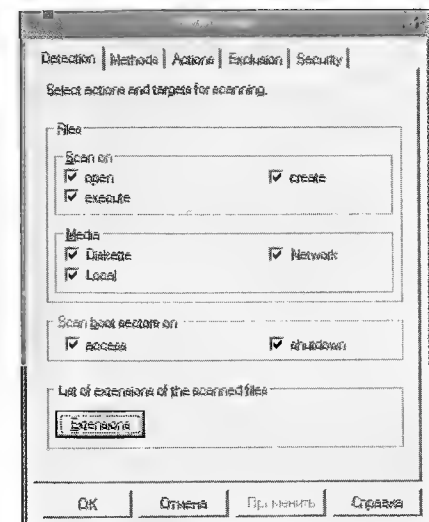 Detection Methods Actions Exclusion Security
Select actions and targets for scanning.
Files
Scan on
open create
execute
Media
Diskette Network
Local
Scan boot sectors on
access shutdown
List of extensions of the scanned files
Extensions
OK Отмена Применить Справка